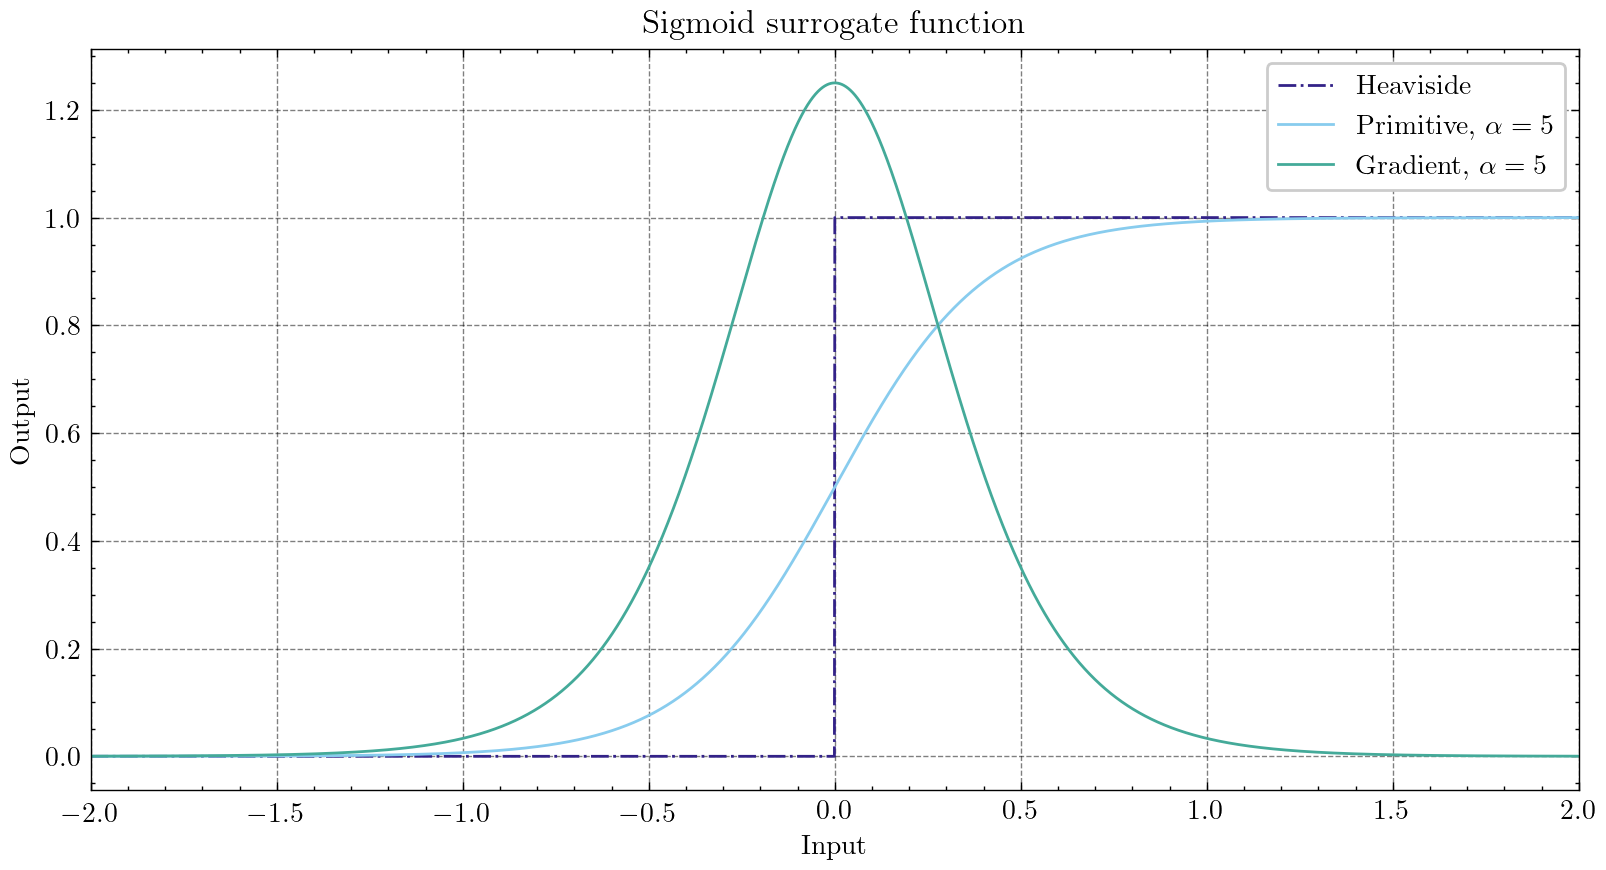 Sigmoid surrogate function
Heaviside
Primitive, α = 5
Gradient, α = 5
1.2
1.0
0.8
0.6
0.4
0.2
0.0
Output
−2.0 −1.5 −1.0 −0.5 0.0 0.5 1.0 1.5 2.0
Input